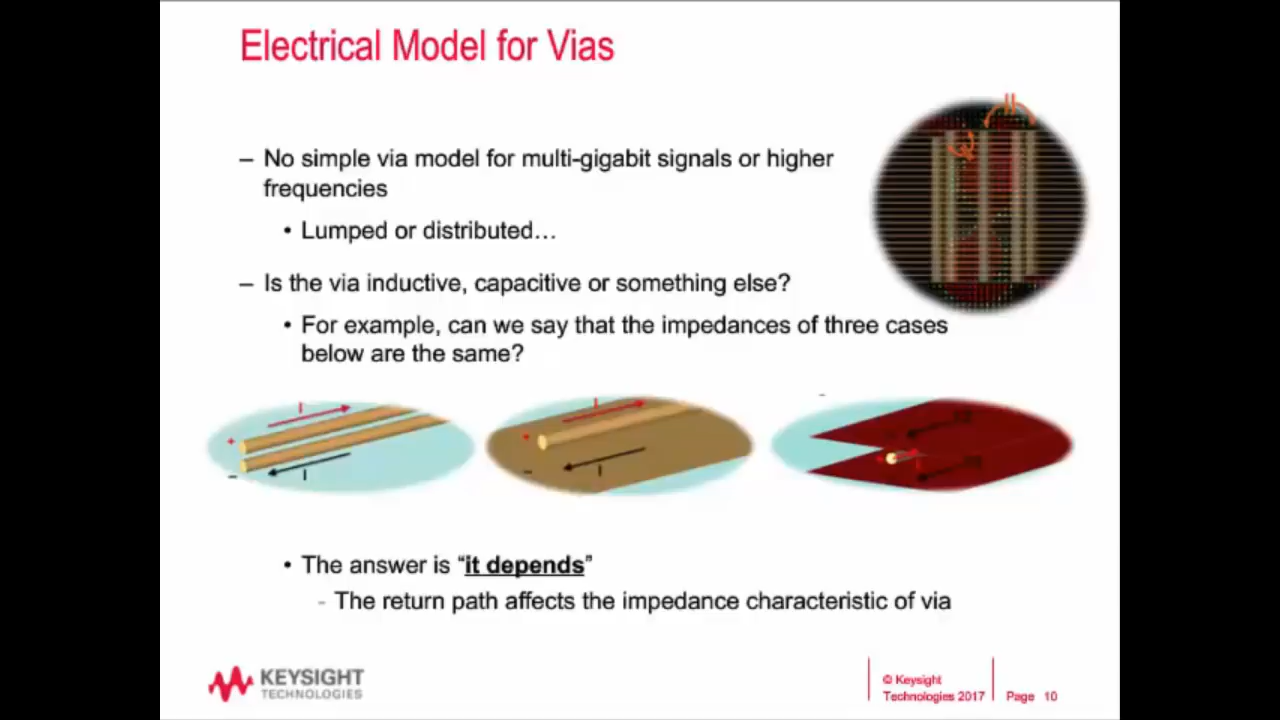 Electrical Model for Vias
– No simple via model for multi-gigabit signals or higher
frequencies
• Lumped or distributed…
– Is the via inductive, capacitive or something else?
• For example, can we say that the impedances of three cases
below are the same?
+ I
– I
+ I
– I
• The answer is “it depends”
- The return path affects the impedance characteristic of via
KEYSIGHT
TECHNOLOGIES
© Keysight
Technologies 2017
Page 10